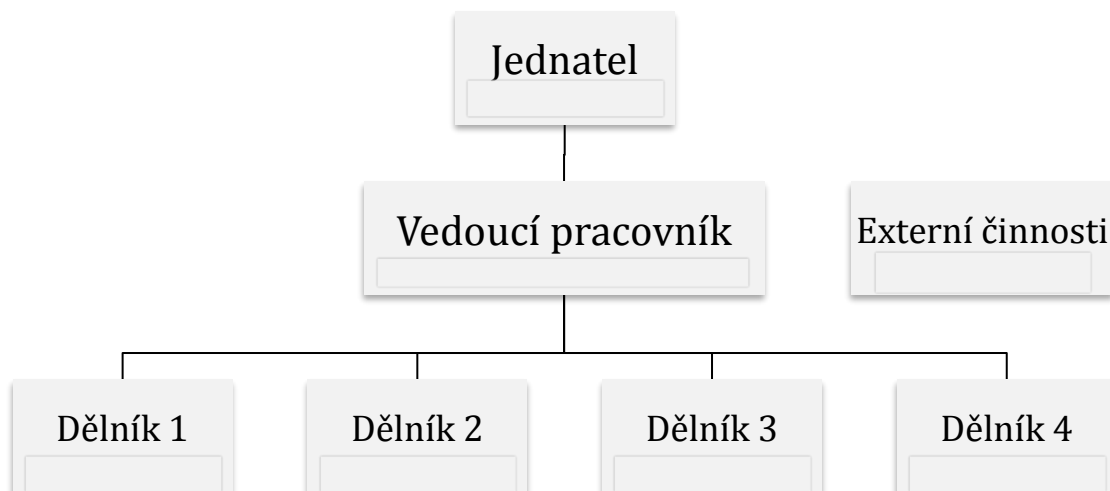 Jednatel
Vedoucí pracovník
Externí činnosti
Dělník 1
Dělník 2
Dělník 3
Dělník 4